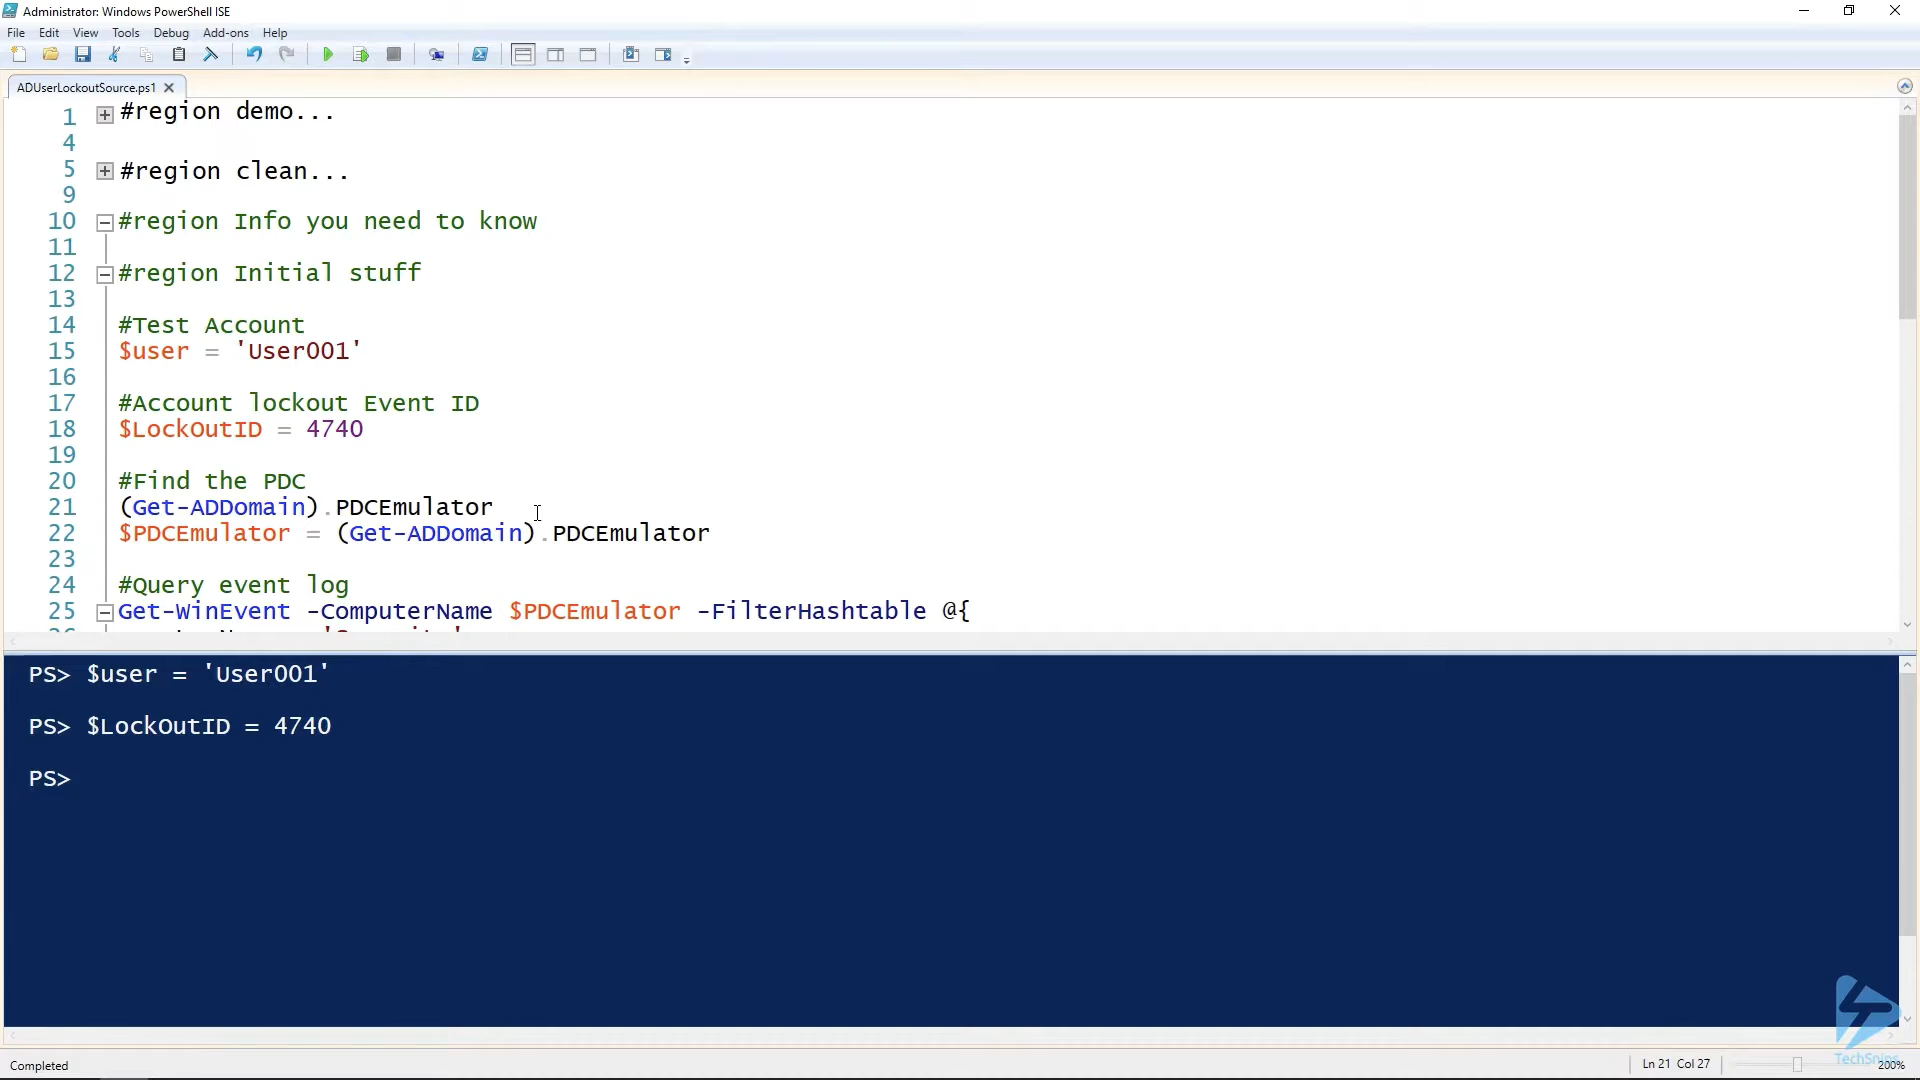 Administrator: Windows PowerShell ISE
File Edit View Tools Debug Add-ons Help
ADUserLockoutSource.ps1
1 #region demo...
4
5 #region clean...
9
10 #region Info you need to know
11
12 #region Initial stuff
13
14 #Test Account
15 $user = 'User001'
16
17 #Account lockout Event ID
18 $LockOutID = 4740
19
20 #Find the PDC
21 (Get-ADDomain).PDCEmulator
22 $PDCEmulator = (Get-ADDomain).PDCEmulator
23
24 #Query event log
25 Get-WinEvent -ComputerName $PDCEmulator -FilterHashtable @{
PS> $user = 'User001'
PS> $LockOutID = 4740
PS>
TechSnips
Completed
Ln 21 Col 27
200%